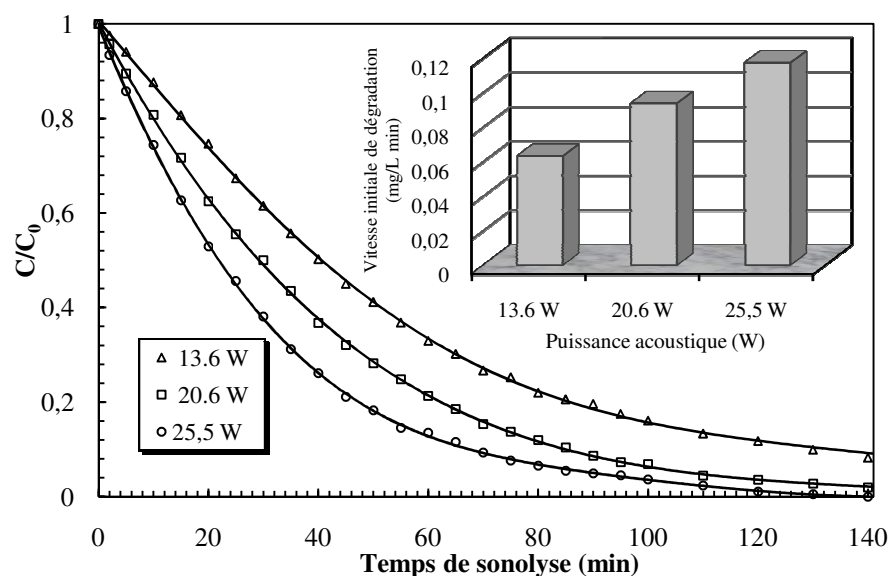 1
0,8
0,6
0,4
0,2
0
C/C0
0 20 40 60 80 100 120 140
Temps de sonolyse (min)
13.6 W
20.6 W
25,5 W
0,12
0,1
0,08
0,06
0,04
0,02
0
Vitesse initiale de dégradation
(mg/L min)
13.6 W 20.6 W 25,5 W
Puissance acoustique (W)